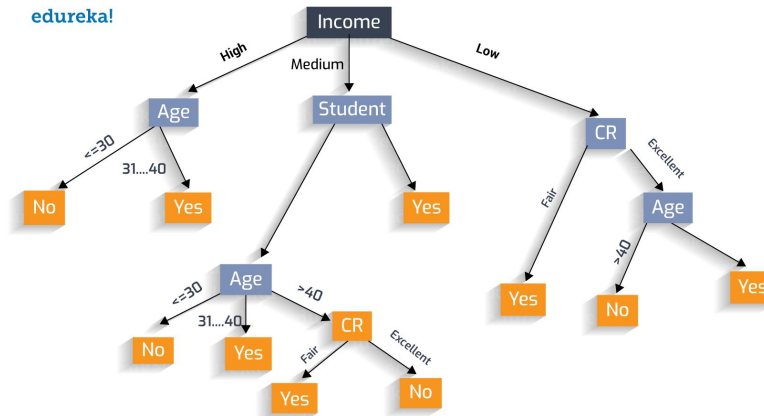 edureka!
Income
High
Medium
Low
Age
Student
CR
<=30
31....40
Fair
Excellent
No
Yes
Yes
Age
Age
>40
Yes
No
Yes
<=30
31....40
>40
No
Yes
CR
Fair
Excellent
Yes
No